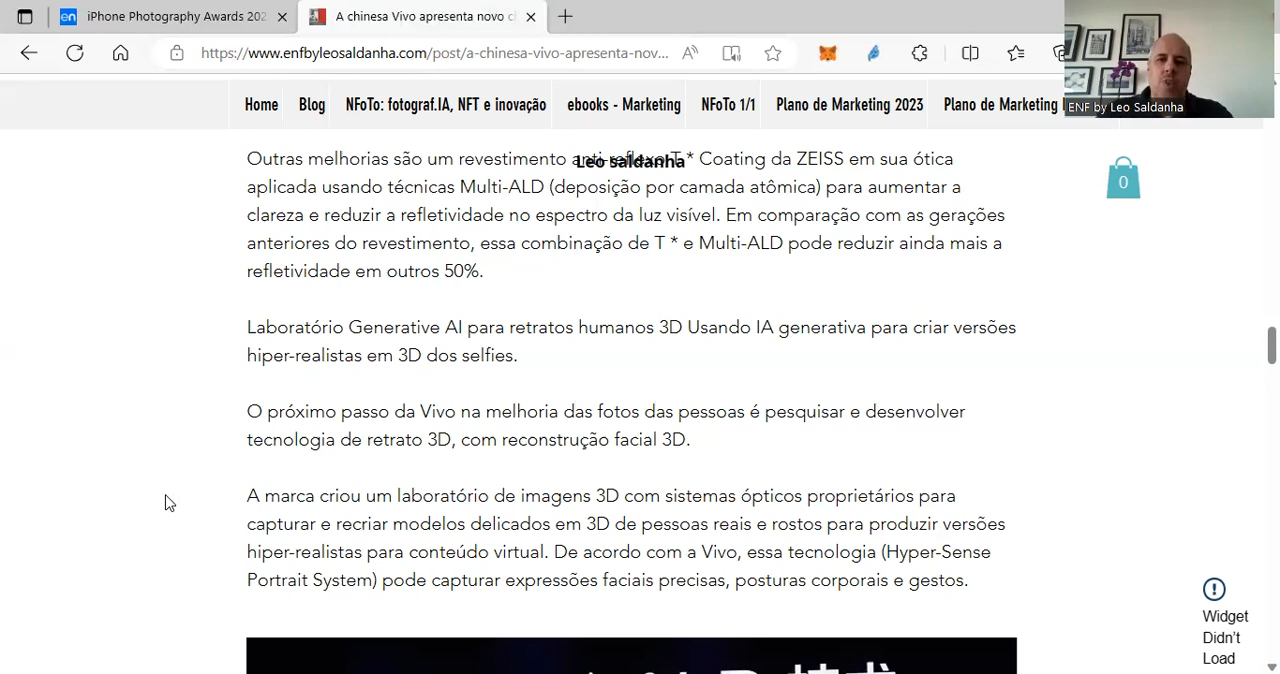 iPhone Photography Awards 202
A chinesa Vivo apresenta novo c
https://www.enfbyleosaldanha.com/post/a-chinesa-vivo-apresenta-nov...
ENF by Leo Saldanha
Home Blog NFoTo: fotograf.IA, NFT e inovação ebooks - Marketing NFoTo 1/1 Plano de Marketing 2023 Plano de Marketing
Leo saldanha
Outras melhorias são um revestimento anti-reflexo T * Coating da ZEISS em sua ótica
aplicada usando técnicas Multi-ALD (deposição por camada atômica) para aumentar a
clareza e reduzir a refletividade no espectro da luz visível. Em comparação com as gerações
anteriores do revestimento, essa combinação de T * e Multi-ALD pode reduzir ainda mais a
refletividade em outros 50%.
0
Laboratório Generative AI para retratos humanos 3D Usando IA generativa para criar versões
hiper-realistas em 3D dos selfies.
O próximo passo da Vivo na melhoria das fotos das pessoas é pesquisar e desenvolver
tecnologia de retrato 3D, com reconstrução facial 3D.
A marca criou um laboratório de imagens 3D com sistemas ópticos proprietários para
capturar e recriar modelos delicados em 3D de pessoas reais e rostos para produzir versões
hiper-realistas para conteúdo virtual. De acordo com a Vivo, essa tecnologia (Hyper-Sense
Portrait System) pode capturar expressões faciais precisas, posturas corporais e gestos.
Widget
Didn't
Load